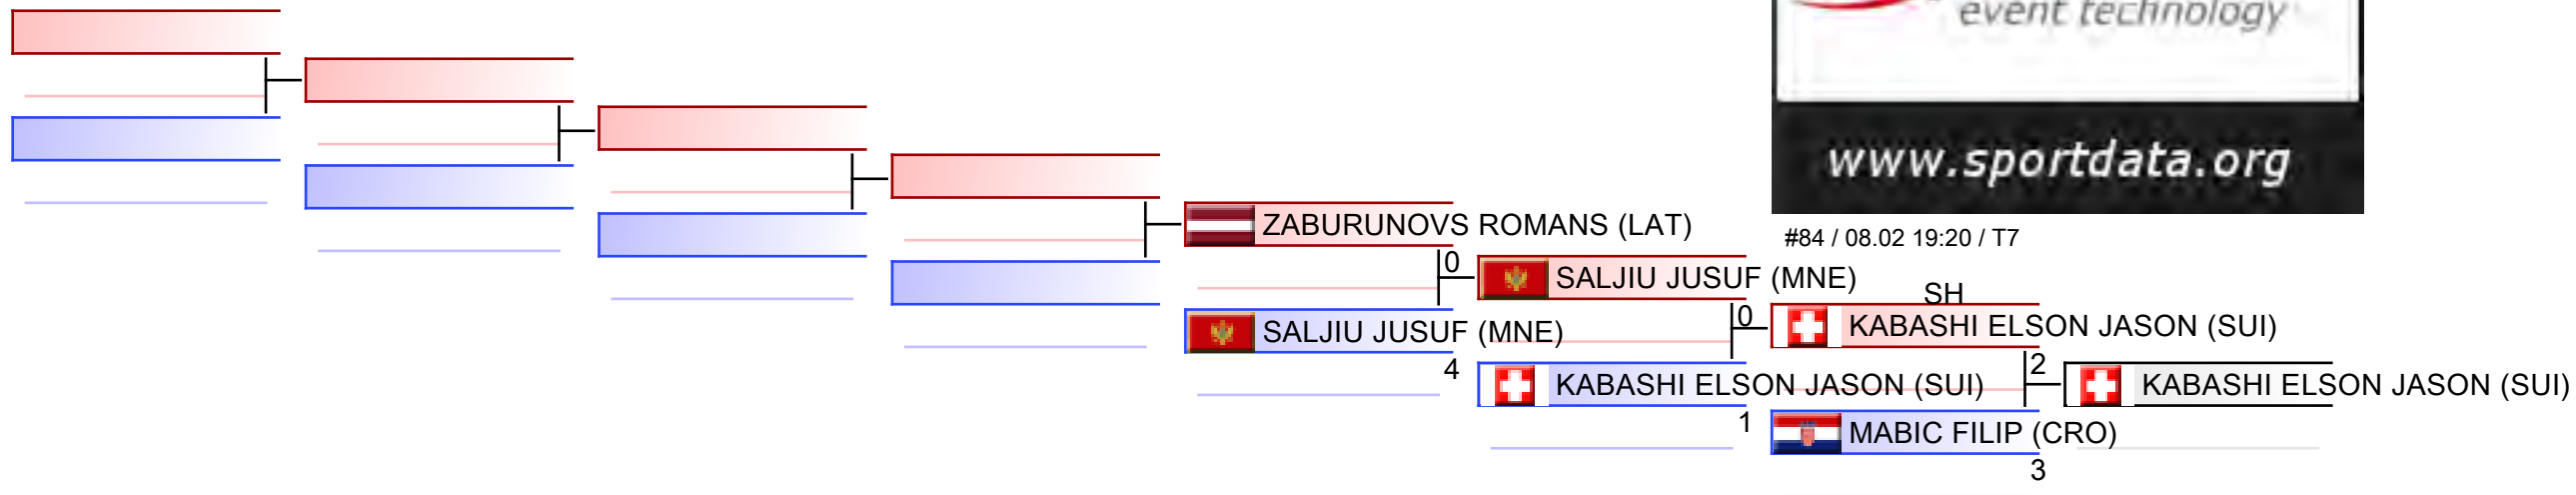 event technology
www.sportdata.org
ZABURUNOVS ROMANS (LAT)
#84 / 08.02 19:20 / T7
0
SALJIU JUSUF (MNE)
SH
SALJIU JUSUF (MNE)
0
KABASHI ELSON JASON (SUI)
4
KABASHI ELSON JASON (SUI)
2
KABASHI ELSON JASON (SUI)
1
MABIC FILIP (CRO)
3